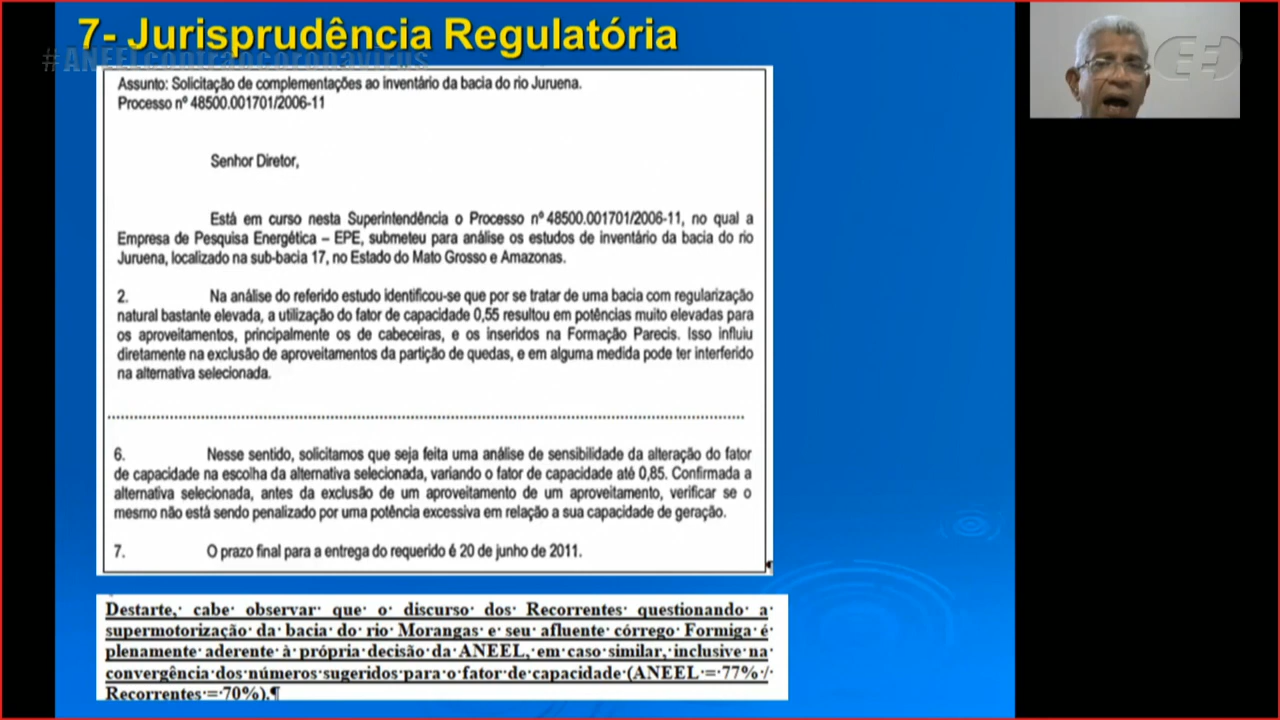 7- Jurisprudência Regulatória
#ANEELcontraocoronavirus
Assunto: Solicitação de complementações ao inventário da bacia do rio Juruena.
Processo nº 48500.001701/2006-11
Senhor Diretor,
Está em curso nesta Superintendência o Processo nº 48500.001701/2006-11, no qual a
Empresa de Pesquisa Energética – EPE, submeteu para análise os estudos de inventário da bacia do rio
Juruena, localizado na sub-bacia 17, no Estado do Mato Grosso e Amazonas.
2. Na análise do referido estudo identificou-se que por se tratar de uma bacia com regularização
natural bastante elevada, a utilização do fator de capacidade 0,55 resultou em potências muito elevadas para
os aproveitamentos, principalmente os de cabeceiras, e os inseridos na Formação Parecis. Isso influiu
diretamente na exclusão de aproveitamentos da partição de quedas, e em alguma medida pode ter interferido
na alternativa selecionada.
6. Nesse sentido, solicitamos que seja feita uma análise de sensibilidade da alteração do fator
de capacidade na escolha da alternativa selecionada, variando o fator de capacidade até 0,85. Confirmada a
alternativa selecionada, antes da exclusão de um aproveitamento de um aproveitamento, verificar se o
mesmo não está sendo penalizado por uma potência excessiva em relação a sua capacidade de geração.
7. O prazo final para a entrega do requerido é 20 de junho de 2011.
Destarte, cabe observar que o discurso dos Recorrentes questionando a
supermotorização da bacia do rio Morangas e seu afluente córrego Formiga é
plenamente aderente à própria decisão da ANEEL, em caso similar, inclusive na
convergência dos números sugeridos para o fator de capacidade (ANEEL = 77% /
Recorrentes = 70%).¶